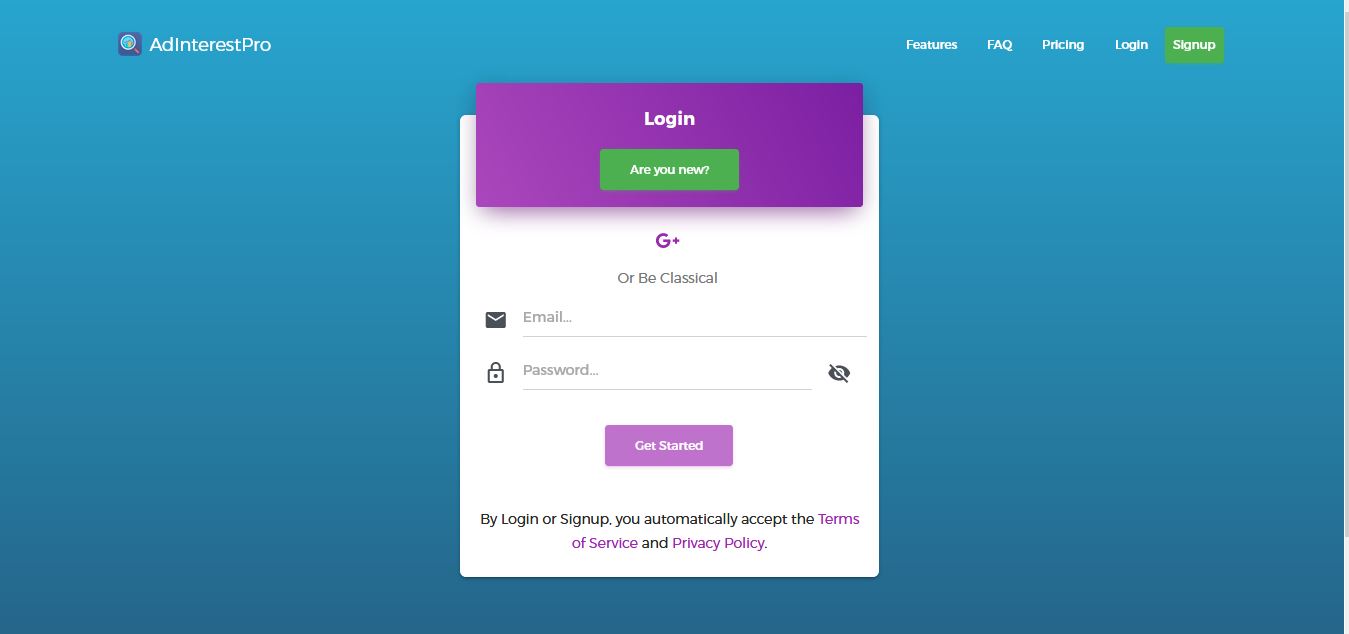 AdInterestPro
Features FAQ Pricing Login Signup
Login
Are you new?
G+
Or Be Classical
Email...
Password...
Get Started
By Login or Signup, you automatically accept the Terms
of Service and Privacy Policy.